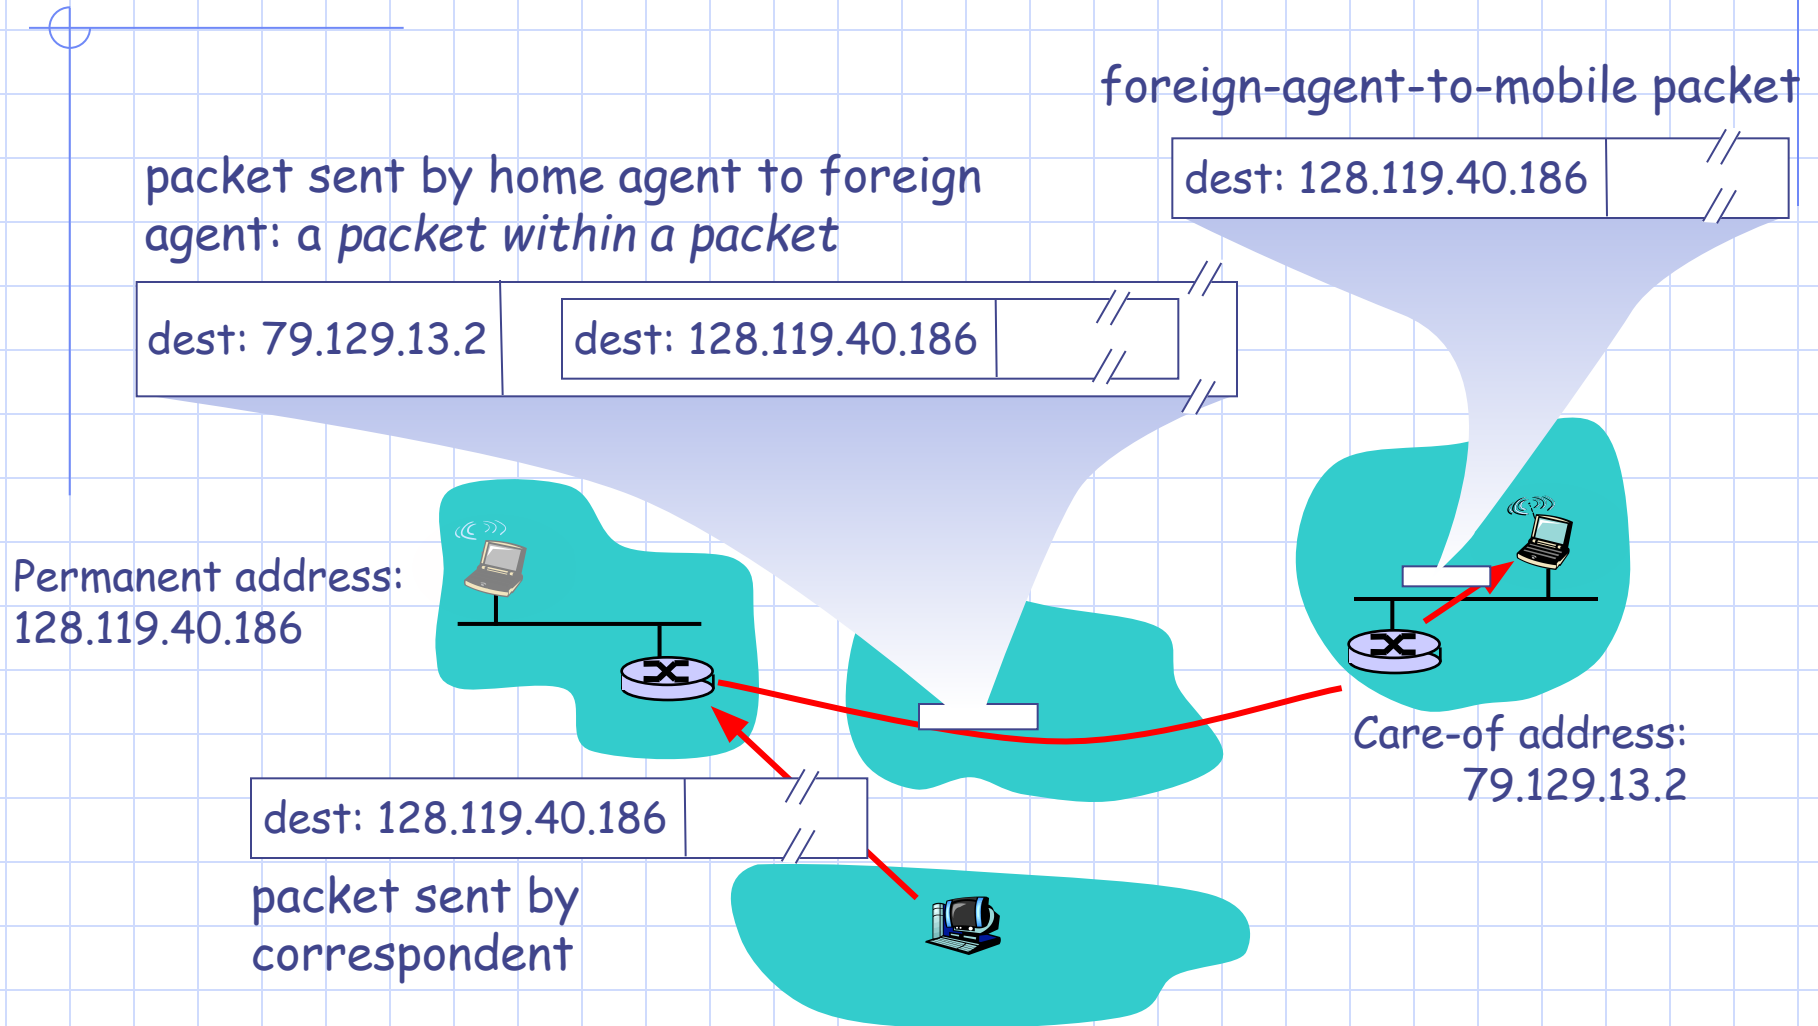 foreign-agent-to-mobile packet
dest: 128.119.40.186
packet sent by home agent to foreign
agent: a packet within a packet
dest: 79.129.13.2
dest: 128.119.40.186
Permanent address:
128.119.40.186
Care-of address:
79.129.13.2
dest: 128.119.40.186
packet sent by
correspondent